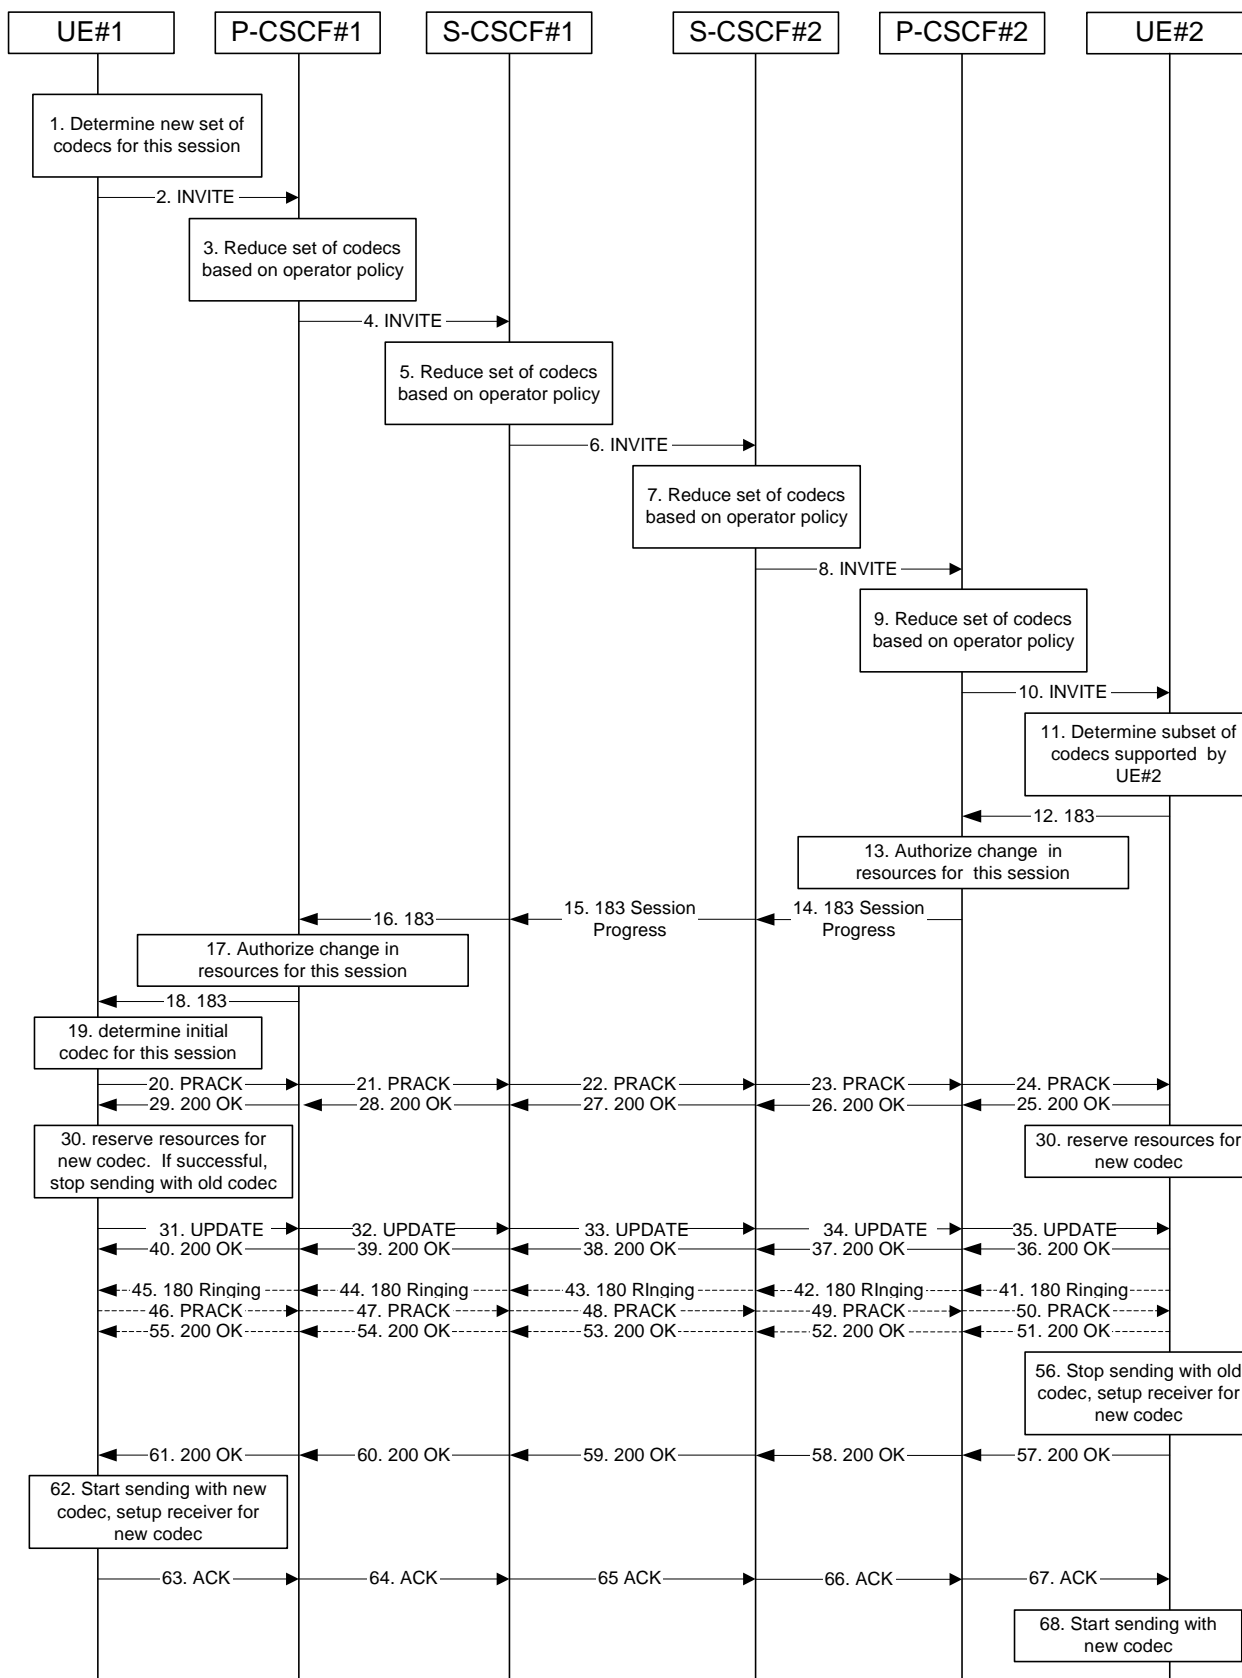 UE#1 P-CSCF#1 S-CSCF#1 S-CSCF#2 P-CSCF#2 UE#2
1. Determine new set of
codecs for this session
2. INVITE
3. Reduce set of codecs
based on operator policy
4. INVITE
5. Reduce set of codecs
based on operator policy
6. INVITE
7. Reduce set of codecs
based on operator policy
8. INVITE
9. Reduce set of codecs
based on operator policy
10. INVITE
11. Determine subset of
codecs supported by
UE#2
12. 183
13. Authorize change in
resources for this session
16. 183
15. 183 Session
Progress
14. 183 Session
Progress
17. Authorize change in
resources for this session
18. 183
19. determine initial
codec for this session
20. PRACK 21. PRACK 22. PRACK 23. PRACK 24. PRACK
29. 200 OK 28. 200 OK 27. 200 OK 26. 200 OK 25. 200 OK
30. reserve resources for
new codec. If successful,
stop sending with old codec
30. reserve resources for
new codec
31. UPDATE 32. UPDATE 33. UPDATE 34. UPDATE 35. UPDATE
40. 200 OK 39. 200 OK 38. 200 OK 37. 200 OK 36. 200 OK
45. 180 Ringing 44. 180 Ringing 43. 180 RInging 42. 180 RInging 41. 180 Ringing
46. PRACK 47. PRACK 48. PRACK 49. PRACK 50. PRACK
55. 200 OK 54. 200 OK 53. 200 OK 52. 200 OK 51. 200 OK
56. Stop sending with old
codec, setup receiver for
new codec
61. 200 OK 60. 200 OK 59. 200 OK 58. 200 OK 57. 200 OK
62. Start sending with new
codec, setup receiver for
new codec
63. ACK 64. ACK 65 ACK 66. ACK 67. ACK
68. Start sending with
new codec